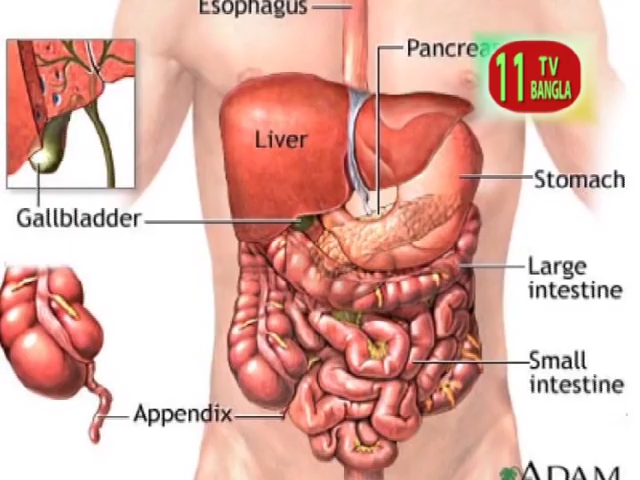 Esophagus
Pancrea
11 TV
BANGLA
Liver
Stomach
Gallbladder
Large
intestine
Small
intestine
Appendix
ADAM